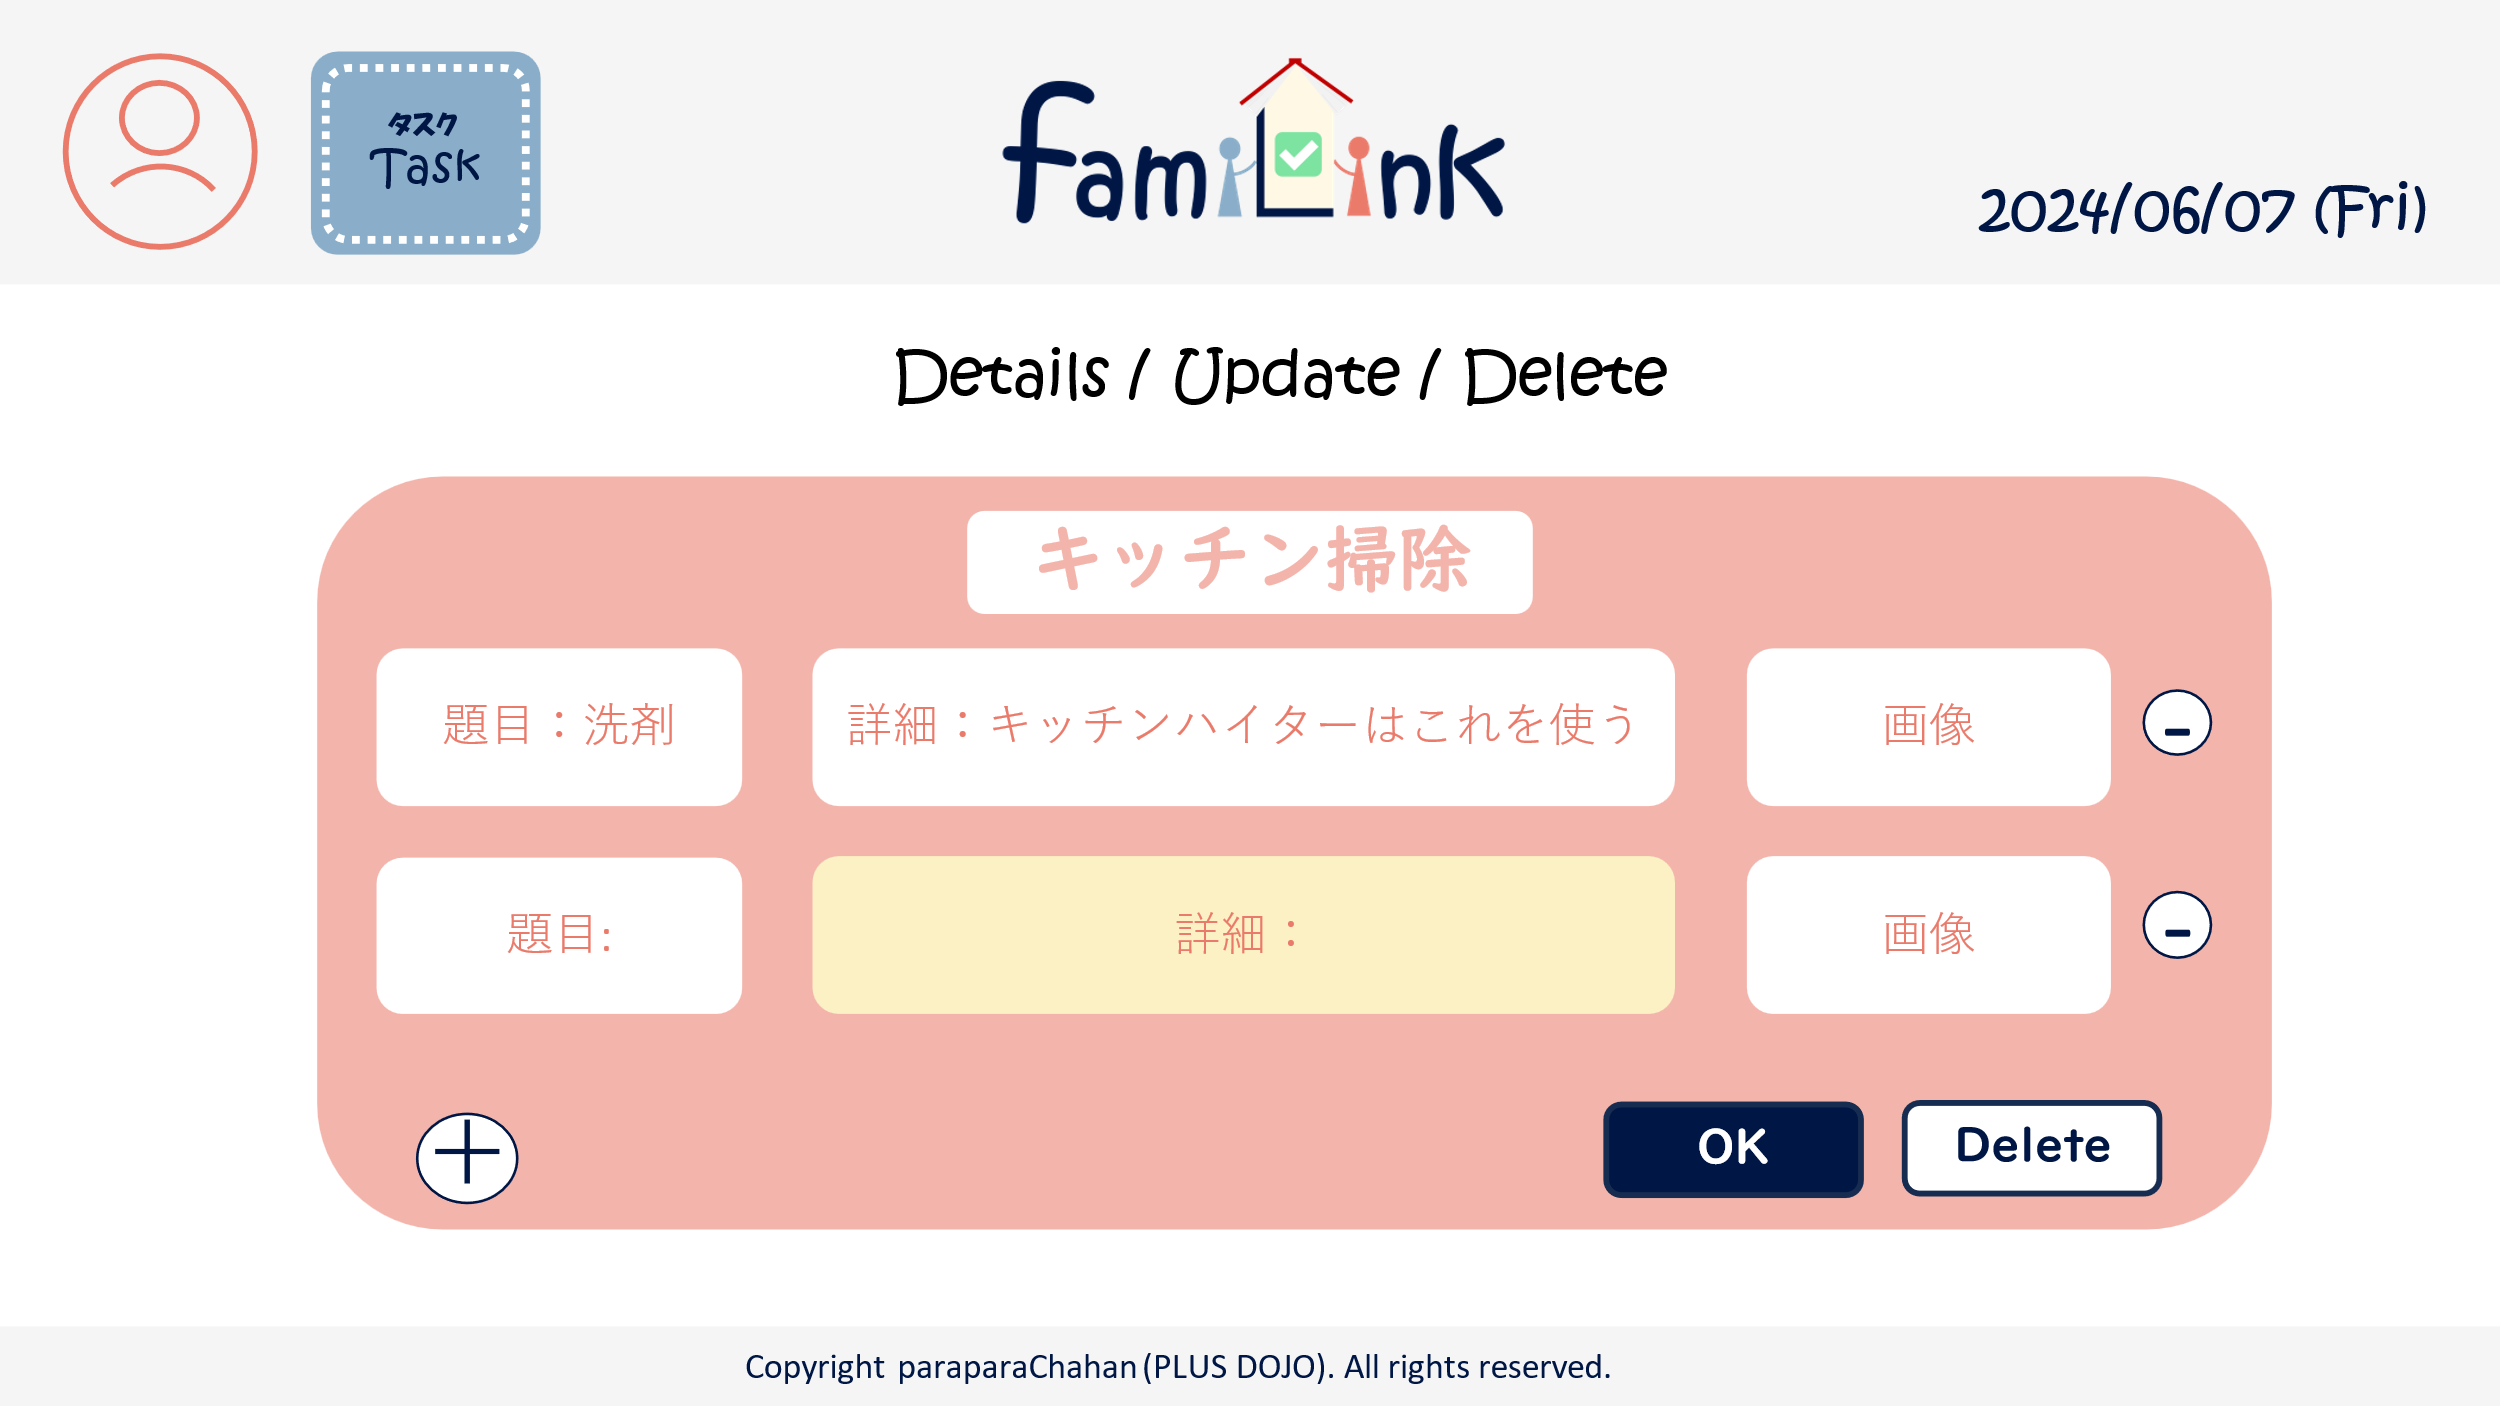 タスク
Task
FamiLink
2024/06/07 (Fri)
Details / Update / Delete
キッチン掃除
題目：洗剤
詳細：キッチンハイターはこれを使う
画像
-
題目:
詳細：
画像
-
+
OK
Delete
Copyright paraparaChahan(PLUS DOJO). All rights reserved.